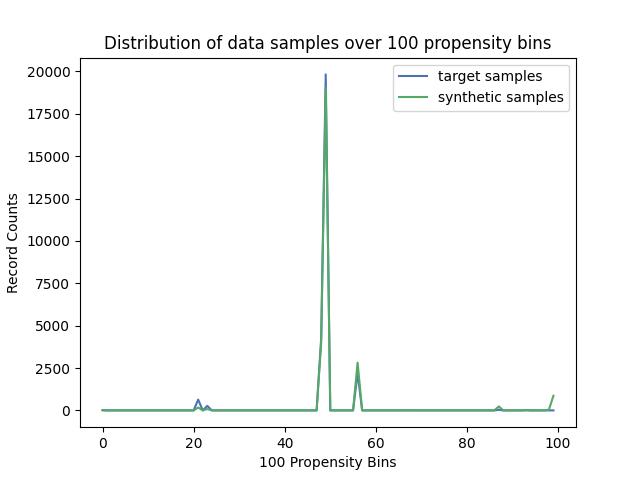 Distribution of data samples over 100 propensity bins
target samples
synthetic samples
20000
17500
15000
12500
10000
7500
5000
2500
0
Record Counts
0 20 40 60 80 100
100 Propensity Bins